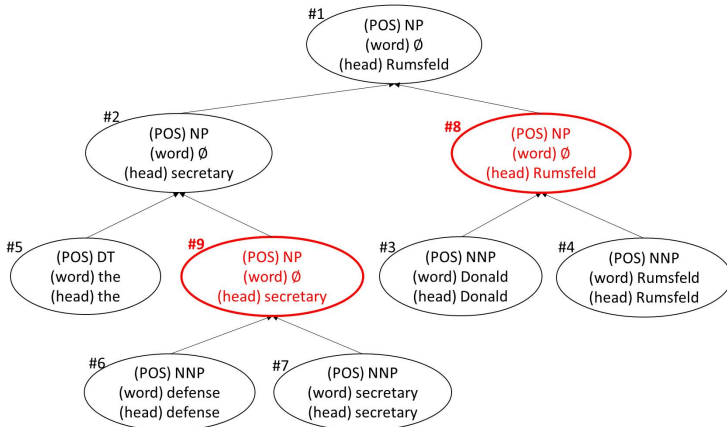 #1
(POS) NP
(word) Ø
(head) Rumsfeld
#2
(POS) NP
(word) Ø
(head) secretary
#8
(POS) NP
(word) Ø
(head) Rumsfeld
#5
(POS) DT
(word) the
(head) the
#9
(POS) NP
(word) Ø
(head) secretary
#3
(POS) NNP
(word) Donald
(head) Donald
#4
(POS) NNP
(word) Rumsfeld
(head) Rumsfeld
#6
(POS) NNP
(word) defense
(head) defense
#7
(POS) NNP
(word) secretary
(head) secretary